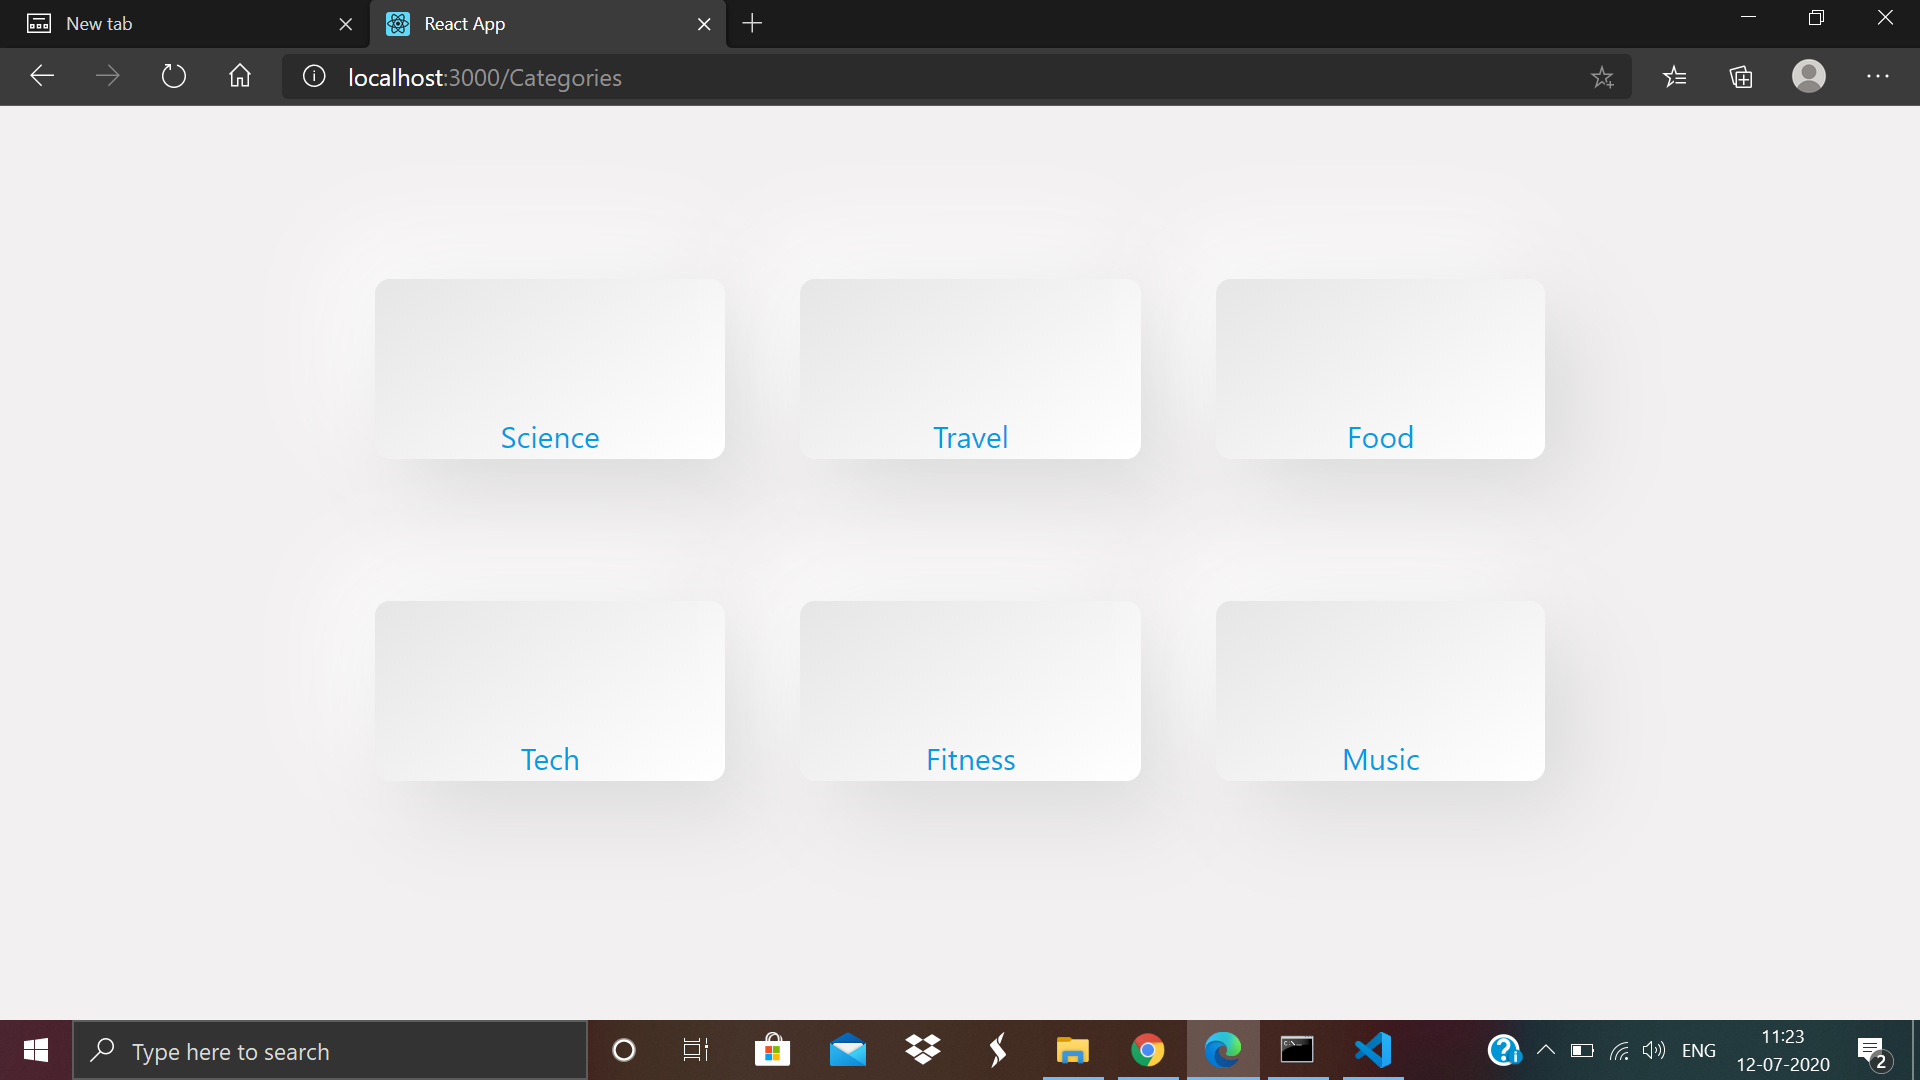 New tab
React App
localhost:3000/Categories
Science
Travel
Food
Tech
Fitness
Music
Type here to search
ENG
11:23
12-07-2020
2